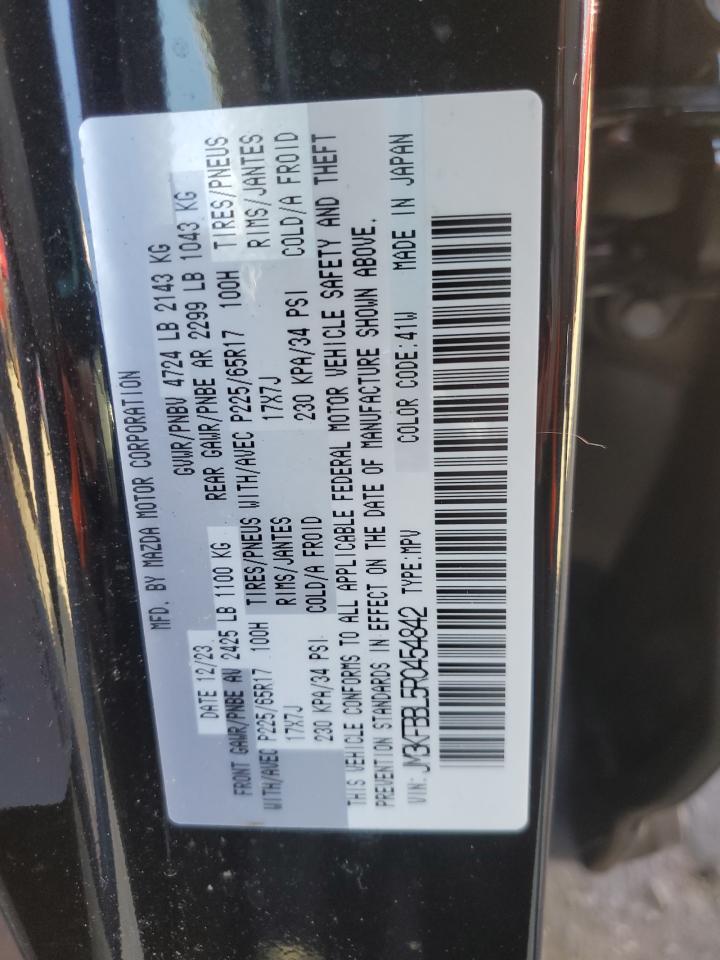 MFD. BY MAZDA MOTOR CORPORATION
DATE 12/23 GVWR/PNBV 4724 LB 2143 KG
FRONT GAWR/PNBE AV 2425 LB 1100 KG REAR GAWR/PNBE AR 2299 LB 1043 KG
WITH/AVEC P225/65R17 100H TIRES/PNEUS WITH/AVEC P225/65R17 100H TIRES/PNEUS
17X7J RIMS/JANTES 17X7J RIMS/JANTES
230 KPA/34 PSI COLD/A FROID 230 KPA/34 PSI COLD/A FROID
THIS VEHICLE CONFORMS TO ALL APPLICABLE FEDERAL MOTOR VEHICLE SAFETY AND THEFT
PREVENTION STANDARDS IN EFFECT ON THE DATE OF MANUFACTURE SHOWN ABOVE.
VIN: JM3KFBBL5R0454842 TYPE:MPV COLOR CODE:41W MADE IN JAPAN